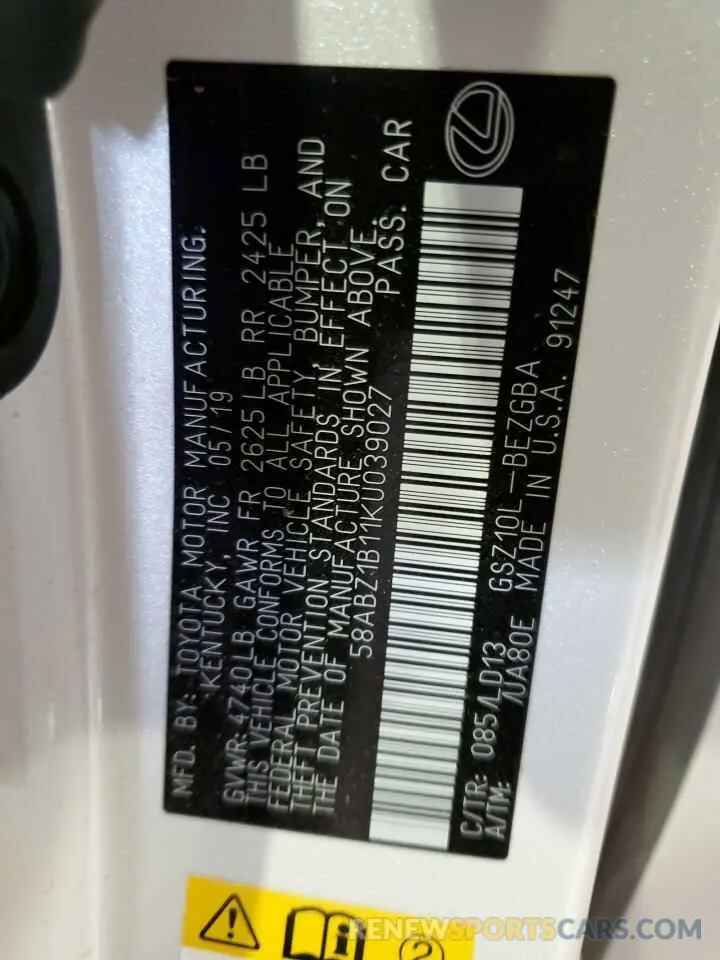 MFD. BY: TOYOTA MOTOR MANUFACTURING.
KENTUCKY, INC 05/19
GVWR: 4740LB GAWR FR 2625LB RR 2425 LB
THIS VEHICLE CONFORMS TO ALL APPLICABLE
FEDERAL MOTOR VEHICLE SAFETY, BUMPER, AND
THEFT PREVENTION STANDARDS IN EFFECT ON
THE DATE OF MANUFACTURE SHOWN ABOVE.
58ABZ1B11KU039027 PASS. CAR
C/TR: 085/LD13 GSZ10L-BEZGBA
A/TM: /UA80E MADE IN U.S.A. 91247
RENEWSPORTSCARS.COM